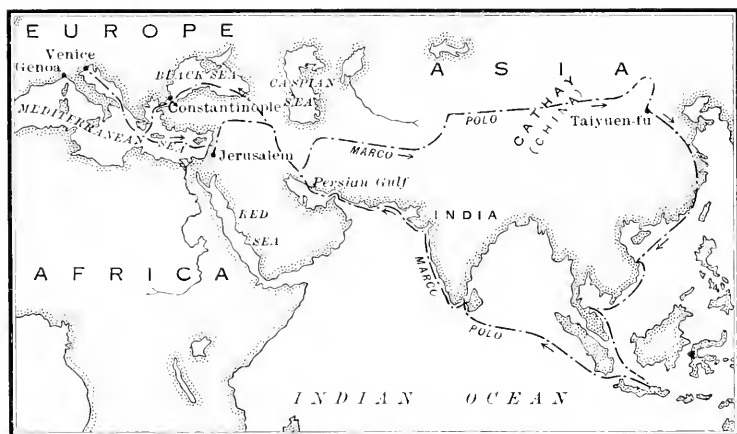 EUROPE
Venice
Genoa
BLACK SEA
CASPIAN
SEA
ASIA
Constantinople
MEDITERRANEAN SEA
Jerusalem
MARCO
POLO
CATHAY
(CHINA)
Taiyuen-fu
Persian Gulf
RED
SEA
INDIA
AFRICA
MARCO
POLO
INDIAN OCEAN